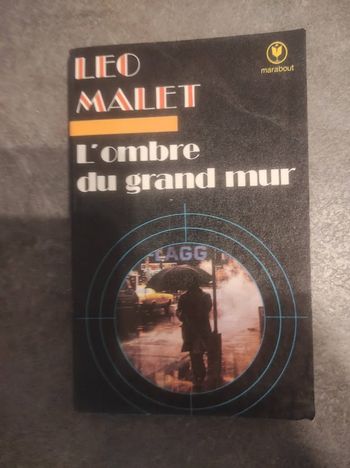 LEO
MALET
marabout
L'ombre
du grand mur
LAGG